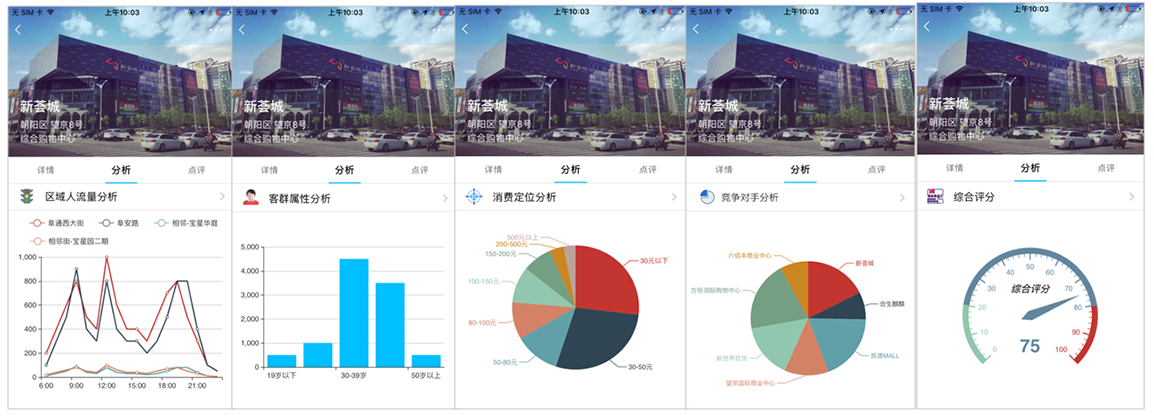 无 SIM 卡 上午10:03
新荟城
朝阳区 望京8号
综合购物中心
详情 分析 点评
区域人流量分析
阜通西大街 阜安路 相邻-宝星华庭
相邻街-宝星园二期
1,000
800
600
400
200
0
6:00 9:00 12:00 15:00 18:00 21:00
无 SIM 卡 上午10:03
新荟城
朝阳区 望京8号
综合购物中心
详情 分析 点评
客群属性分析
5,000
4,000
3,000
2,000
1,000
0
19岁以下 30-39岁 50岁以上
无 SIM 卡 上午10:03
新荟城
朝阳区 望京8号
综合购物中心
详情 分析 点评
消费定位分析
500元以上
200-500元
150-200元
30元以下
100-150元
80-100元
50-80元
30-50元
无 SIM 卡 上午10:03
新荟城
朝阳区 望京8号
综合购物中心
详情 分析 点评
竞争对手分析
六佰本商业中心
新荟城
方恒国际购物中心
合生麒麟
新世界百货
凯德MALL
望京国际商业中心
无 SIM 卡 上午10:03
新荟城
朝阳区 望京8号
综合购物中心
详情 分析 点评
综合评分
0
10
20
30
40
50
60
70
80
90
100
综合评分
75